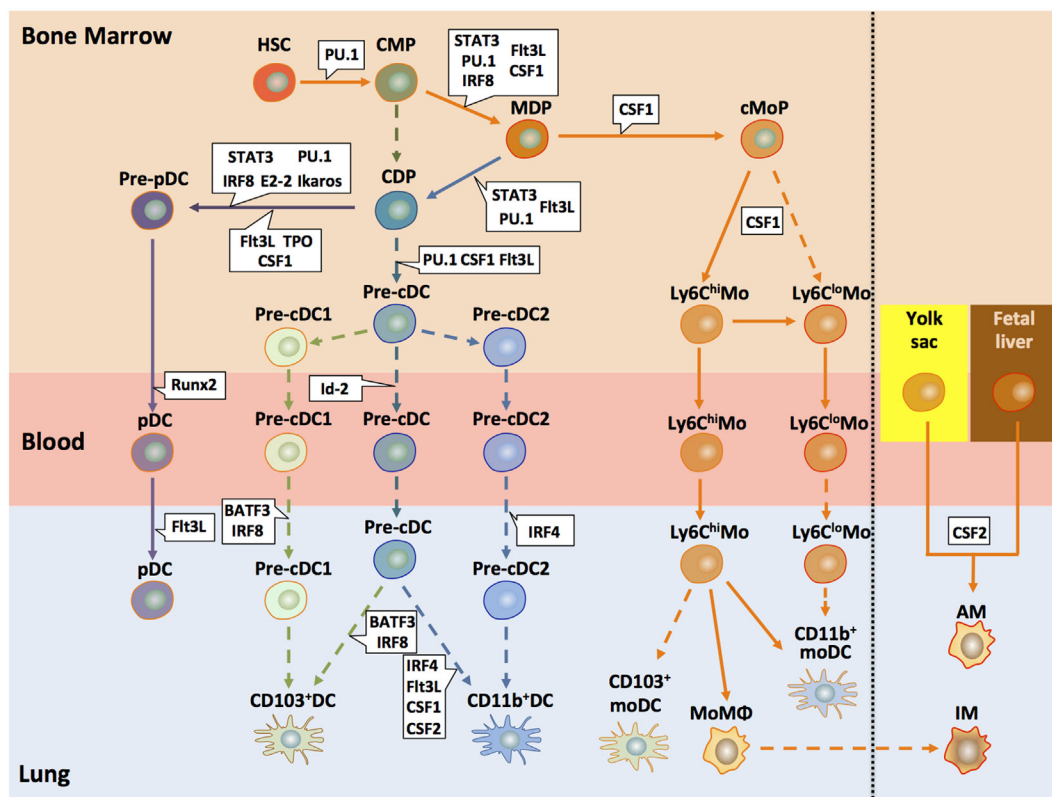 Bone Marrow
HSC
PU.1
CMP
STAT3
PU.1
IRF8
Flt3L
CSF1
MDP
CSF1
cMoP
STAT3 PU.1
IRF8 E2-2 Ikaros
Pre-pDC
CDP
STAT3
PU.1
Flt3L
Flt3L TPO
CSF1
CSF1
PU.1 CSF1 Flt3L
Pre-cDC
Pre-cDC1
Pre-cDC2
Ly6C^hiMo
Ly6C^loMo
Yolk
sac
Fetal
liver
Runx2
Id-2
Blood
pDC
Pre-cDC1
Pre-cDC
Pre-cDC2
Ly6C^hiMo
Ly6C^loMo
Flt3L
BATF3
IRF8
IRF4
CSF2
Pre-cDC
Ly6C^hiMo
Ly6C^loMo
pDC
Pre-cDC1
Pre-cDC2
BATF3
IRF8
IRF4
Flt3L
CSF1
CSF2
AM
CD11b⁺
moDC
CD103⁺
moDC
CD103⁺DC
CD11b⁺DC
MoMΦ
IM
Lung